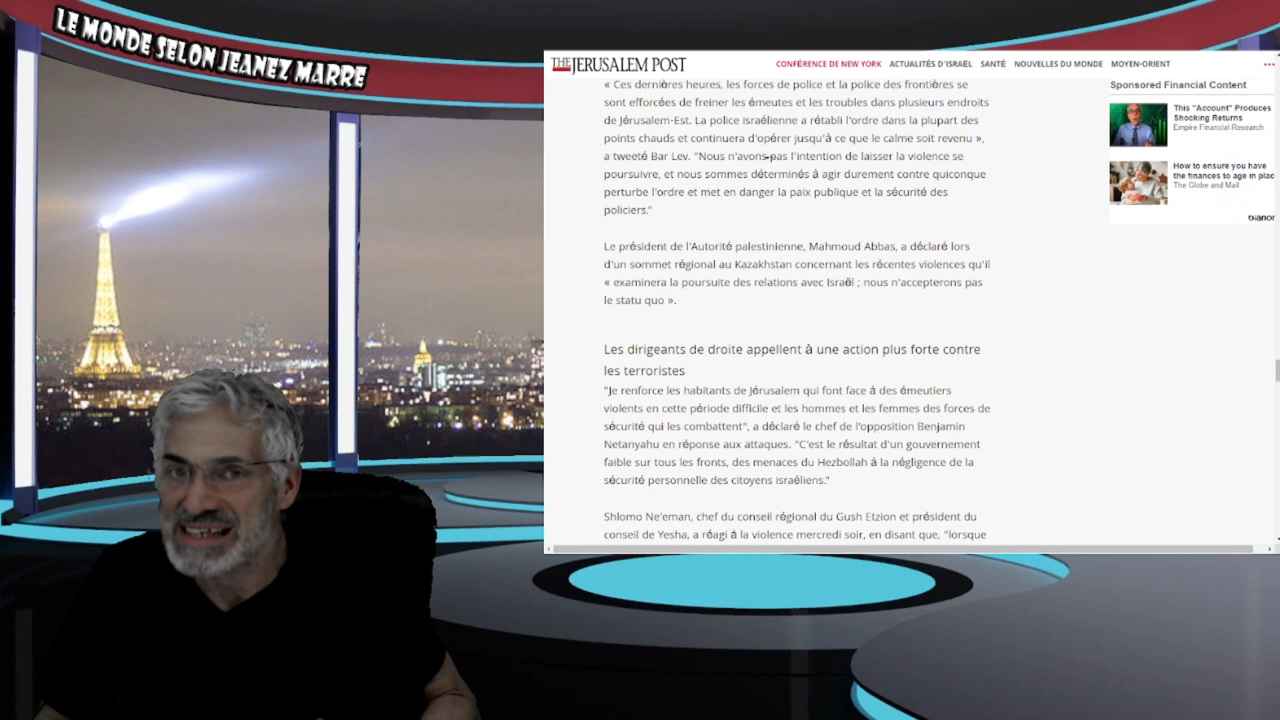 LE MONDE SELON JEANEZ MARRE
THE JERUSALEM POST
CONFÉRENCE DE NEW YORK ACTUALITÉS D'ISRAËL SANTÉ NOUVELLES DU MONDE MOYEN-ORIENT
« Ces dernières heures, les forces de police et la police des frontières se
sont efforcées de freiner les émeutes et les troubles dans plusieurs endroits
de Jérusalem-Est. La police israélienne a rétabli l'ordre dans la plupart des
points chauds et continuera d'opérer jusqu'à ce que le calme soit revenu »,
a tweeté Bar Lev. "Nous n'avons pas l'intention de laisser la violence se
poursuivre, et nous sommes déterminés à agir durement contre quiconque
perturbe l'ordre et met en danger la paix publique et la sécurité des
policiers."
Le président de l'Autorité palestinienne, Mahmoud Abbas, a déclaré lors
d'un sommet régional au Kazakhstan concernant les récentes violences qu'il
« examinera la poursuite des relations avec Israël ; nous n'accepterons pas
le statu quo ».
Les dirigeants de droite appellent à une action plus forte contre
les terroristes
"Je renforce les habitants de Jérusalem qui font face à des émeutiers
violents en cette période difficile et les hommes et les femmes des forces de
sécurité qui les combattent", a déclaré le chef de l'opposition Benjamin
Netanyahu en réponse aux attaques. "C'est le résultat d'un gouvernement
faible sur tous les fronts, des menaces du Hezbollah à la négligence de la
sécurité personnelle des citoyens israéliens."
Shlomo Ne'eman, chef du conseil régional du Gush Etzion et président du
conseil de Yesha, a réagi à la violence mercredi soir, en disant que, "lorsque
Sponsored Financial Content
This "Account" Produces
Shocking Returns
Empire Financial Research
How to ensure you have
the finances to age in plac
The Globe and Mail